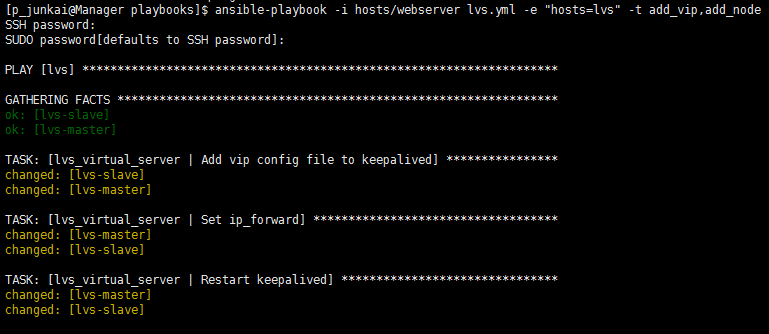 [p_junkai@Manager playbooks]$ ansible-playbook -i hosts/webserver lvs.yml -e "hosts=lvs" -t add_vip,add_node
SSH password:
SUDO password[defaults to SSH password]:
PLAY [lvs] ********************************************************************
GATHERING FACTS ***************************************************************
ok: [lvs-slave]
ok: [lvs-master]
TASK: [lvs_virtual_server | Add vip config file to keepalived] ****************
changed: [lvs-slave]
changed: [lvs-master]
TASK: [lvs_virtual_server | Set ip_forward] ***********************************
changed: [lvs-master]
changed: [lvs-slave]
TASK: [lvs_virtual_server | Restart keepalived] *******************************
changed: [lvs-master]
changed: [lvs-slave]